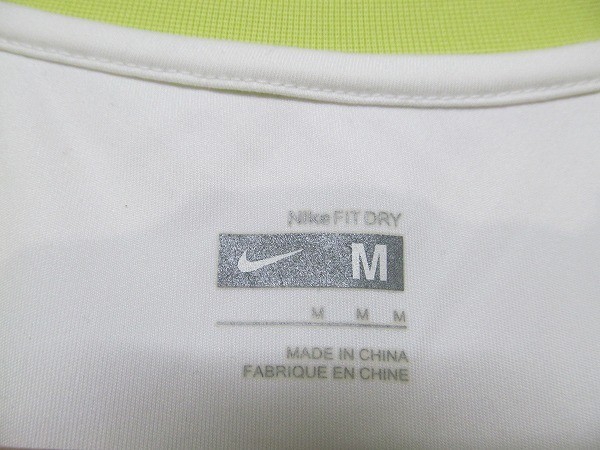 Nike FIT DRY
M
M M M
MADE IN CHINA
FABRIQUE EN CHINE